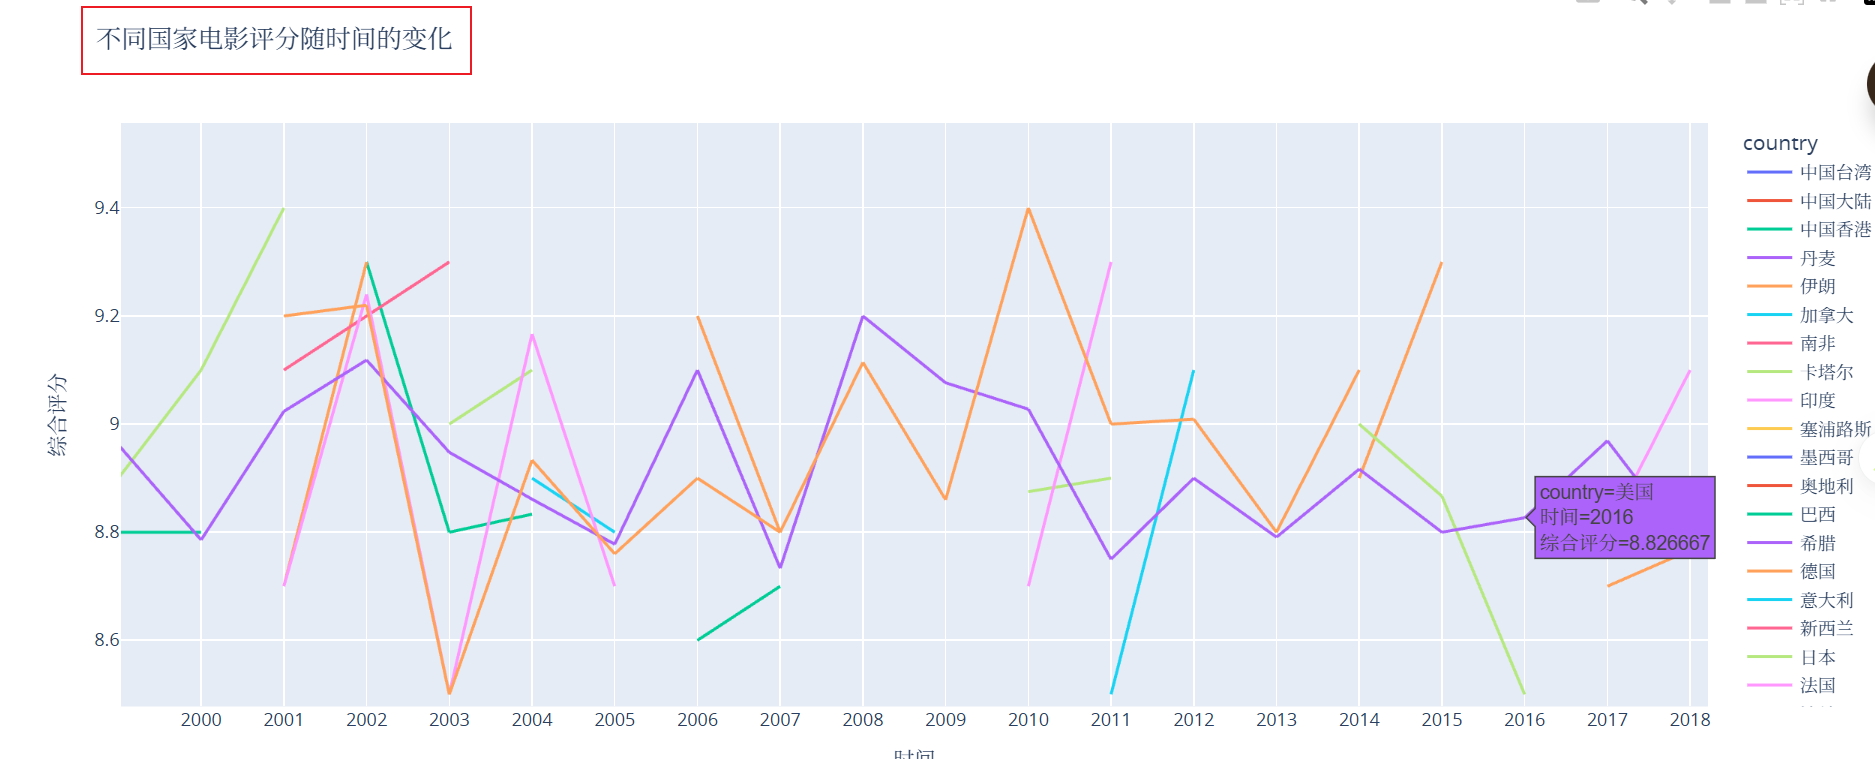 不同国家电影评分随时间的变化
9.4
9.2
9
8.8
8.6
综合评分
2000 2001 2002 2003 2004 2005 2006 2007 2008 2009 2010 2011 2012 2013 2014 2015 2016 2017 2018
时间
country=美国
时间=2016
综合评分=8.826667
country
中国台湾
中国大陆
中国香港
丹麦
伊朗
加拿大
南非
卡塔尔
印度
塞浦路斯
墨西哥
奥地利
巴西
希腊
德国
意大利
新西兰
日本
法国